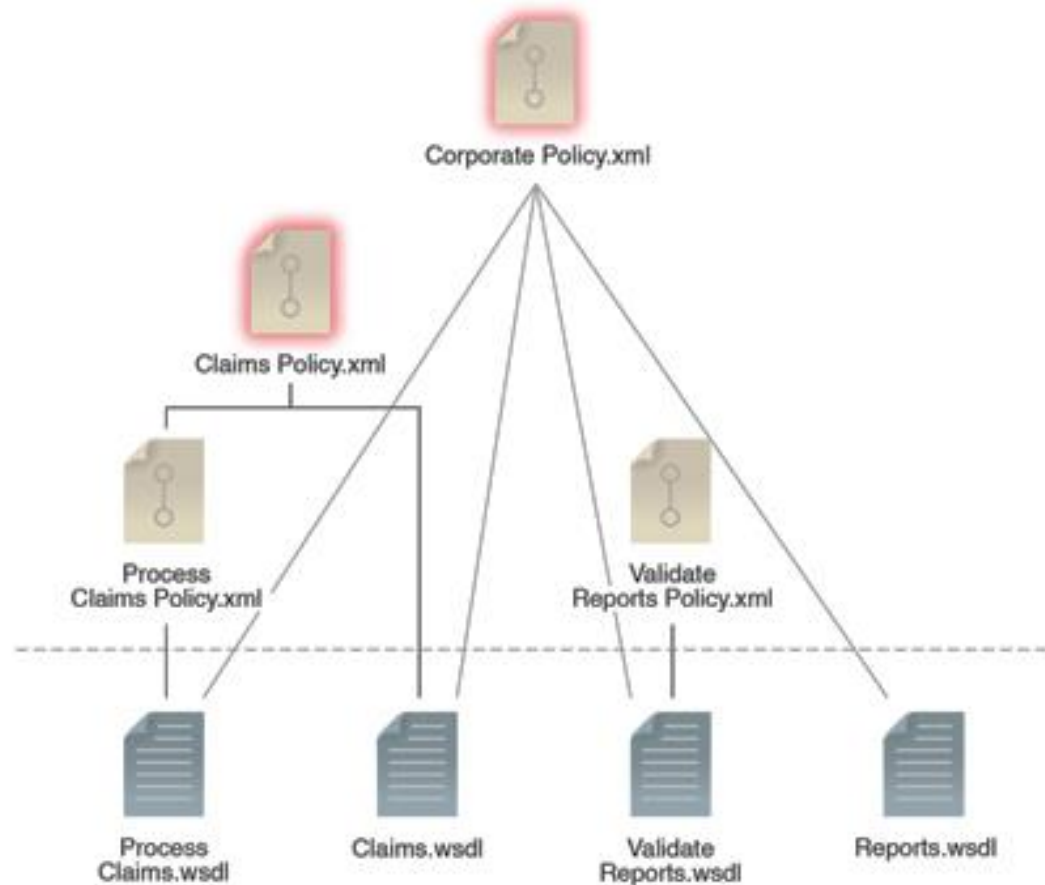 Corporate Policy.xml
Claims Policy.xml
Process
Claims Policy.xml
Validate
Reports Policy.xml
Process
Claims.wsdl
Claims.wsdl
Validate
Reports.wsdl
Reports.wsdl